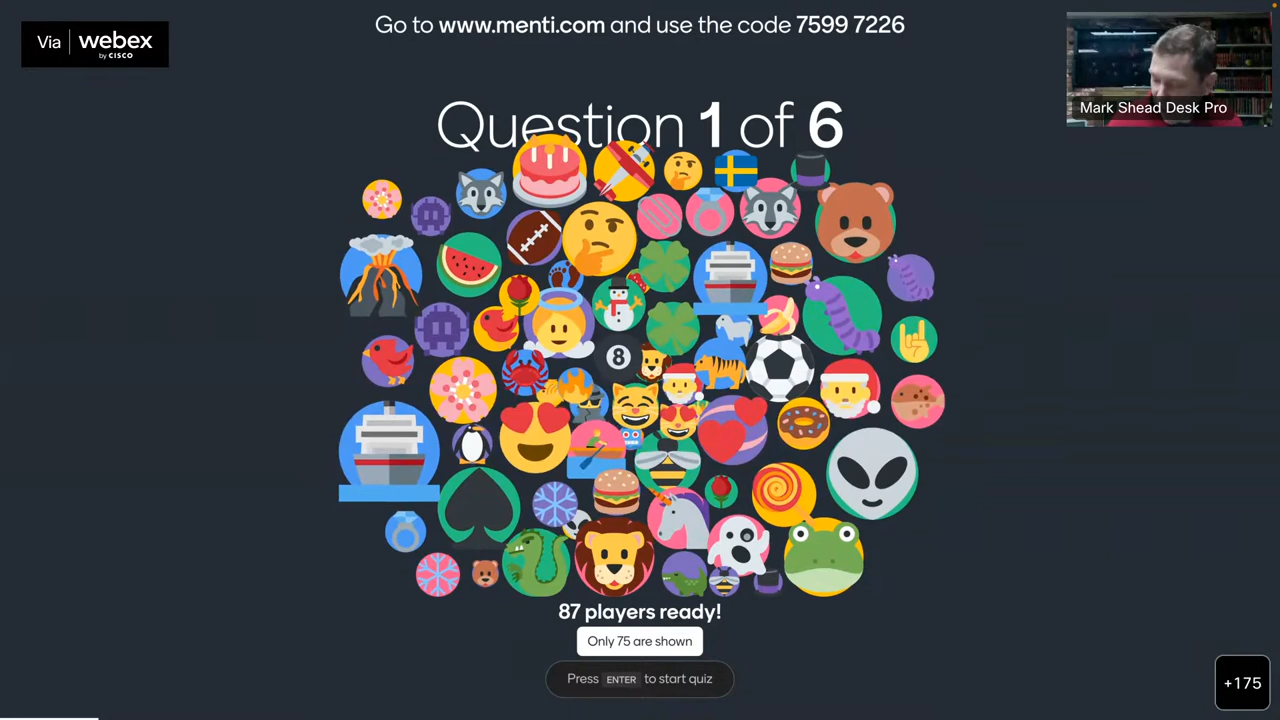 Go to www.menti.com and use the code 7599 7226
Via webex
by CISCO
Mark Shead Desk Pro
Question 1 of 6
8
87 players ready!
Only 75 are shown
Press ENTER to start quiz
+175